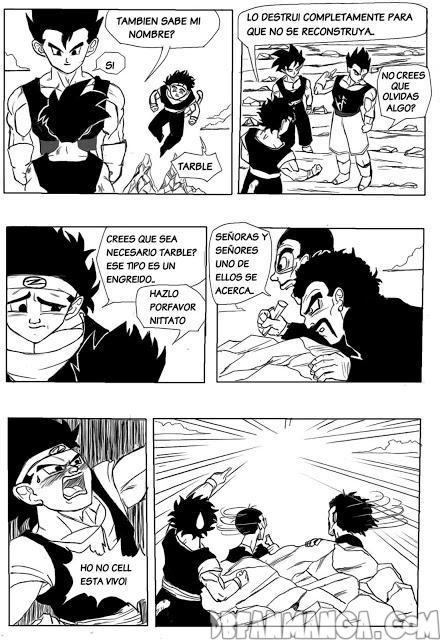 TAMBIEN SABE MI
NOMBRE?
SI
TARBLE
LO DESTRUI COMPLETAMENTE PARA
QUE NO SE RECONSTRUYA..
NO CREES
QUE
OLVIDAS
ALGO?
CREES QUE SEA
NECESARIO TARBLE?
ESE TIPO ES UN
ENGREIDO..
HAZLO
PORFAVOR
NITTATO
SEÑORAS Y
SEÑORES
UNO DE
ELLOS SE
ACERCA..
HO NO CELL
ESTA VIVO!
DBFANMANGA.COM